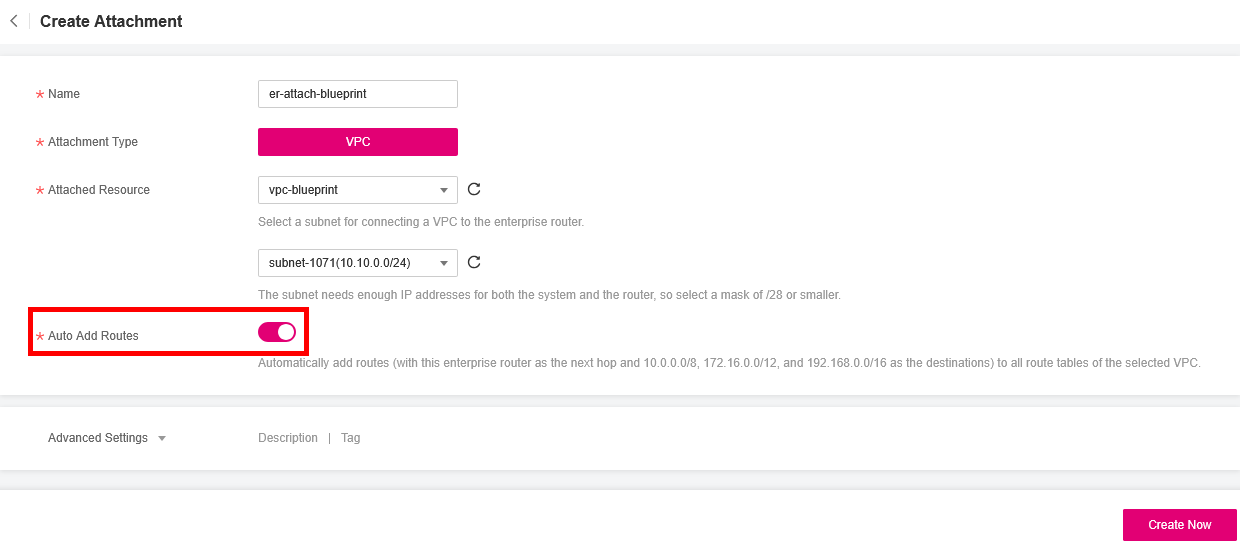 Create Attachment
* Name er-attach-blueprint
* Attachment Type VPC
* Attached Resource vpc-blueprint
Select a subnet for connecting a VPC to the enterprise router.
subnet-1071(10.10.0.0/24)
The subnet needs enough IP addresses for both the system and the router, so select a mask of /28 or smaller.
* Auto Add Routes
Automatically add routes (with this enterprise router as the next hop and 10.0.0.0/8, 172.16.0.0/12, and 192.168.0.0/16 as the destinations) to all route tables of the selected VPC.
Advanced Settings Description | Tag
Create Now